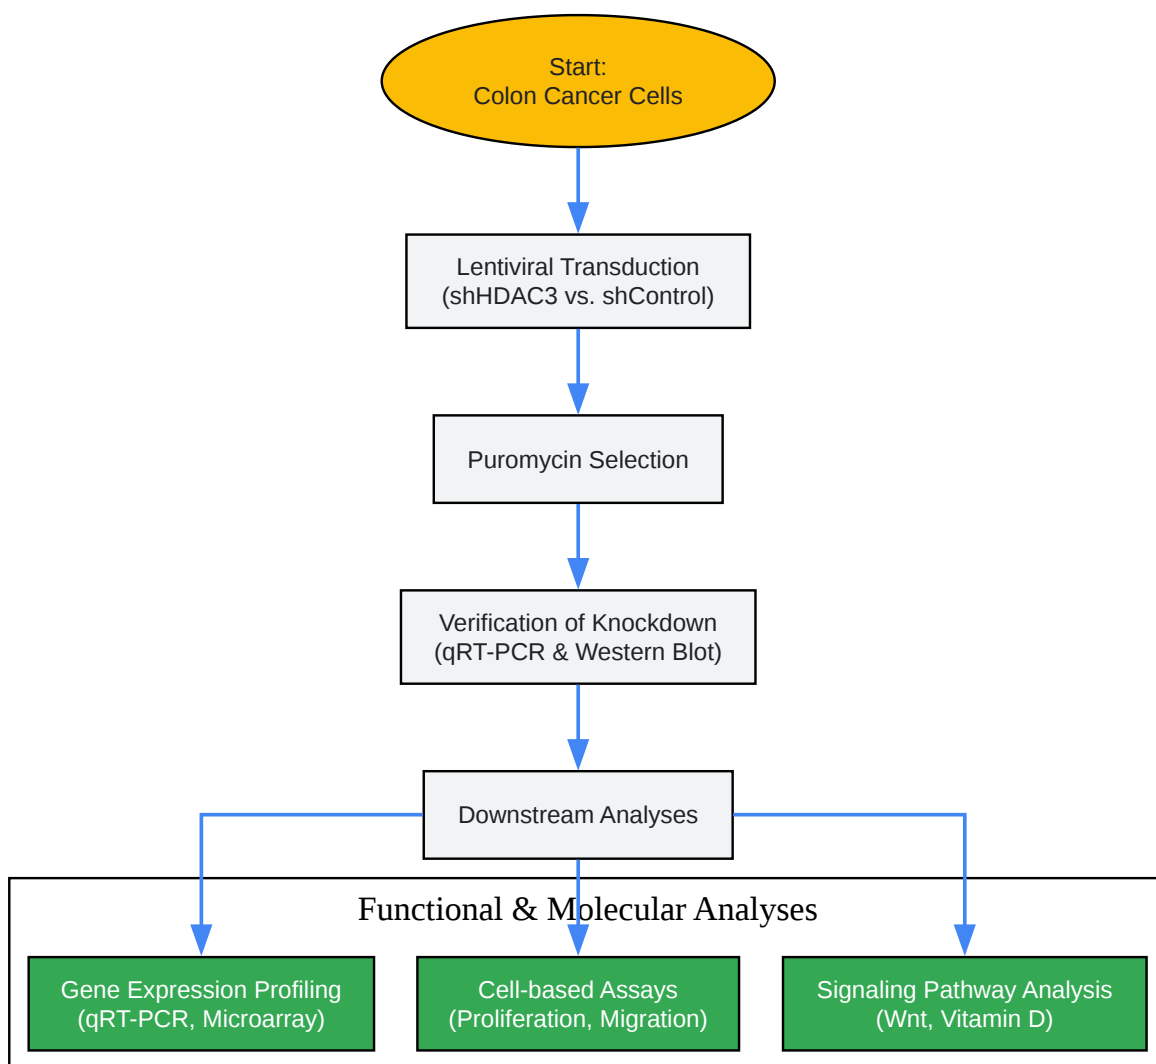 Start:
Colon Cancer Cells
Lentiviral Transduction
(shHDAC3 vs. shControl)
Puromycin Selection
Verification of Knockdown
(qRT-PCR & Western Blot)
Downstream Analyses
Functional & Molecular Analyses
Gene Expression Profiling
(qRT-PCR, Microarray)
Cell-based Assays
(Proliferation, Migration)
Signaling Pathway Analysis
(Wnt, Vitamin D)